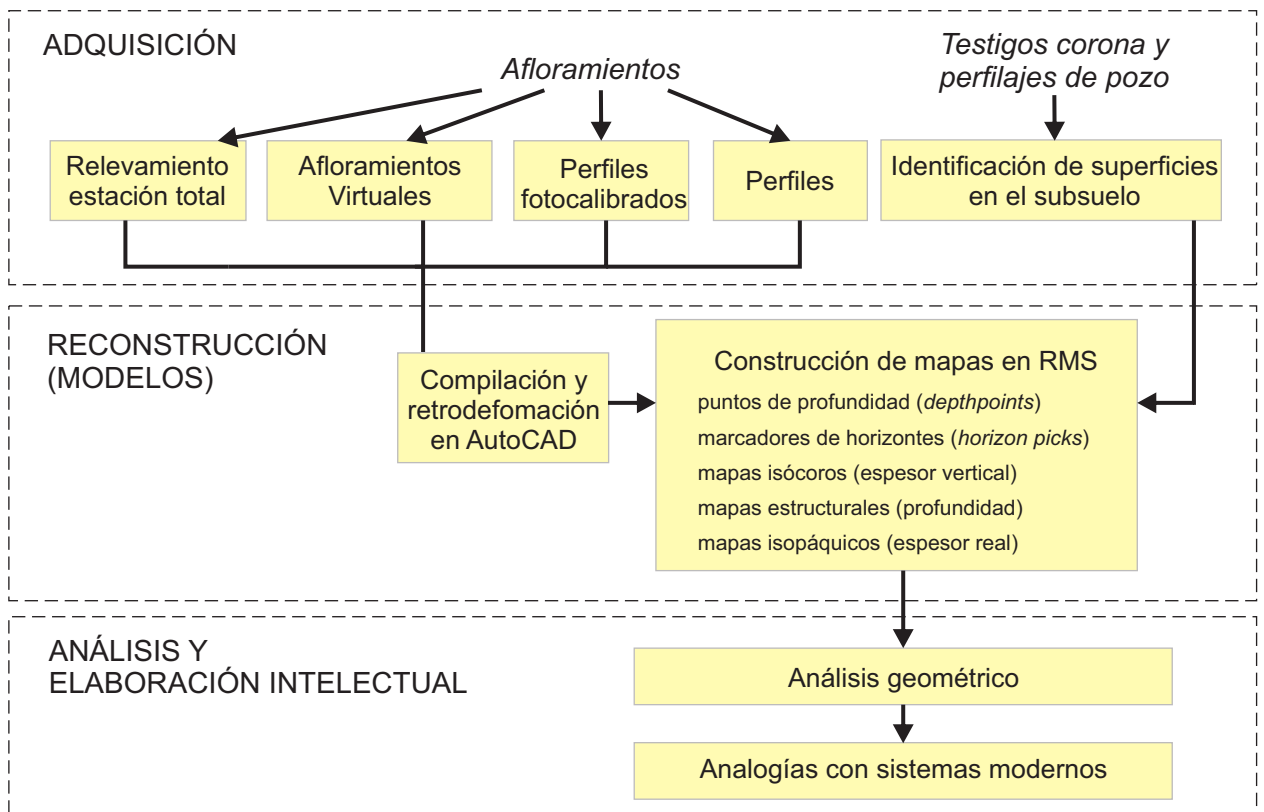 ADQUISICIÓN
Afloramientos
Testigos corona y
perfilajes de pozo
Relevamiento
estación total
Afloramientos
Virtuales
Perfiles
fotocalibrados
Perfiles
Identificación de superficies
en el subsuelo
RECONSTRUCCIÓN
(MODELOS)
Compilación y
retrodefomación
en AutoCAD
Construcción de mapas en RMS
puntos de profundidad (depthpoints)
marcadores de horizontes (horizon picks)
mapas isócoros (espesor vertical)
mapas estructurales (profundidad)
mapas isopáquicos (espesor real)
ANÁLISIS Y
ELABORACIÓN INTELECTUAL
Análisis geométrico
Analogías con sistemas modernos